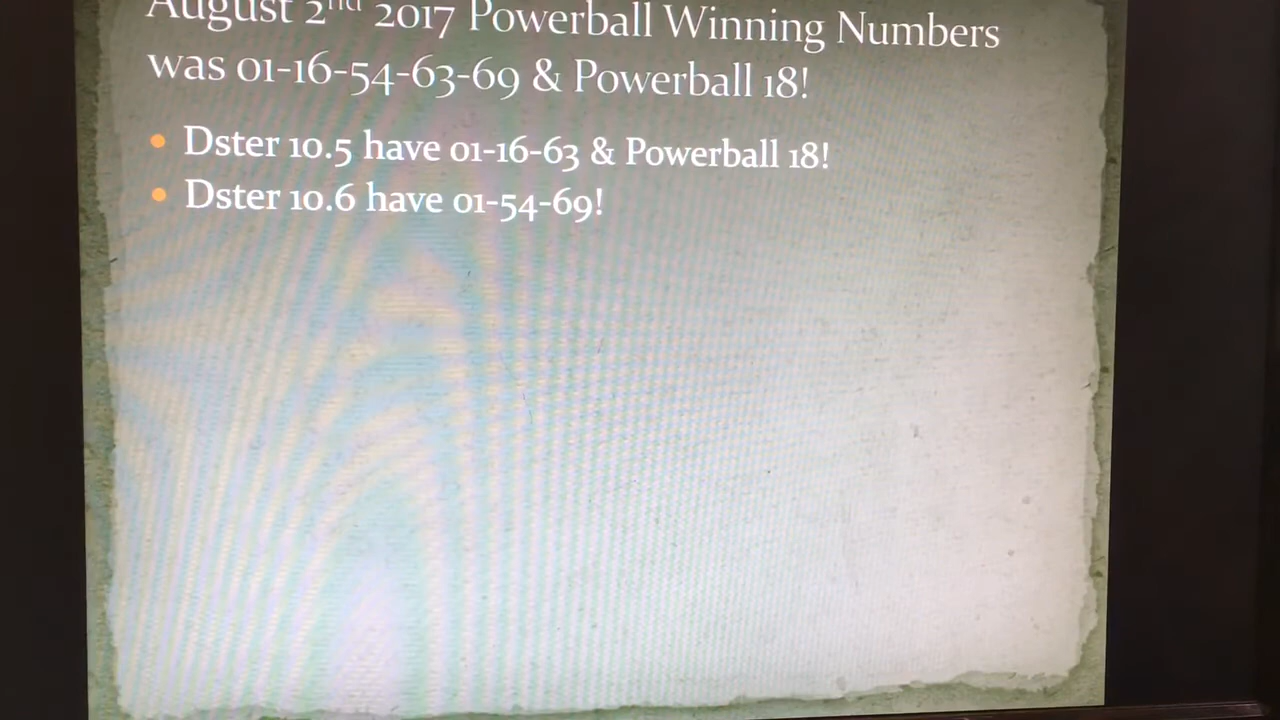 August 2nd 2017 Powerball Winning Numbers
was 01-16-54-63-69 & Powerball 18!
• Dster 10.5 have 01-16-63 & Powerball 18!
• Dster 10.6 have 01-54-69!